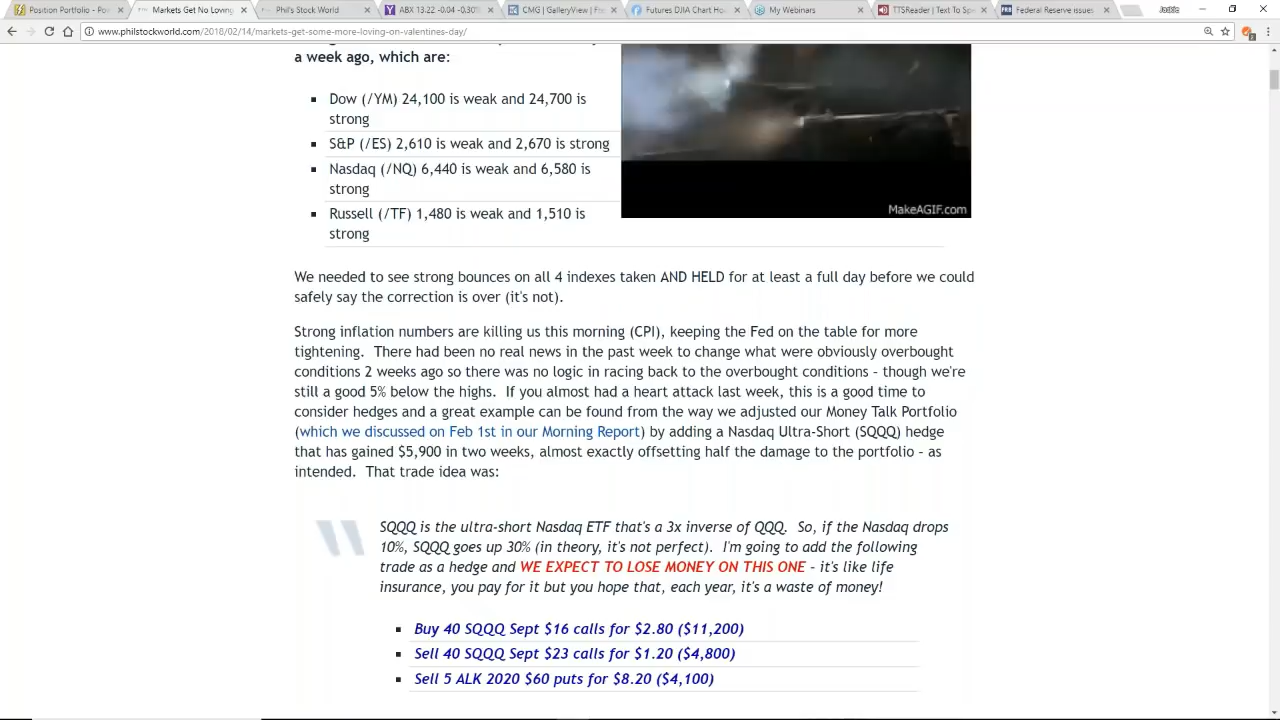 Position Portfolio - Po
Markets Get No Loving
Phil's Stock World
ABX 13.22 -0.04 -0.30%
CMG | GalleryView | Fi
Futures DJIA Chart Ho
My Webinars
TTSReader | Text To Sp
Federal Reserve issues
www.philstockworld.com/2018/02/14/markets-get-some-more-loving-on-valentines-day/
a week ago, which are:
Dow (/YM) 24,100 is weak and 24,700 is
strong
S&P (/ES) 2,610 is weak and 2,670 is strong
Nasdaq (/NQ) 6,440 is weak and 6,580 is
strong
Russell (/TF) 1,480 is weak and 1,510 is
strong
MakeAGIF.com
We needed to see strong bounces on all 4 indexes taken AND HELD for at least a full day before we could
safely say the correction is over (it's not).
Strong inflation numbers are killing us this morning (CPI), keeping the Fed on the table for more
tightening. There had been no real news in the past week to change what were obviously overbought
conditions 2 weeks ago so there was no logic in racing back to the overbought conditions - though we're
still a good 5% below the highs. If you almost had a heart attack last week, this is a good time to
consider hedges and a great example can be found from the way we adjusted our Money Talk Portfolio
(which we discussed on Feb 1st in our Morning Report) by adding a Nasdaq Ultra-Short (SQQQ) hedge
that has gained $5,900 in two weeks, almost exactly offsetting half the damage to the portfolio - as
intended. That trade idea was:
SQQQ is the ultra-short Nasdaq ETF that's a 3x inverse of QQQ. So, if the Nasdaq drops
10%, SQQQ goes up 30% (in theory, it's not perfect). I'm going to add the following
trade as a hedge and WE EXPECT TO LOSE MONEY ON THIS ONE - it's like life
insurance, you pay for it but you hope that, each year, it's a waste of money!
Buy 40 SQQQ Sept $16 calls for $2.80 ($11,200)
Sell 40 SQQQ Sept $23 calls for $1.20 ($4,800)
Sell 5 ALK 2020 $60 puts for $8.20 ($4,100)